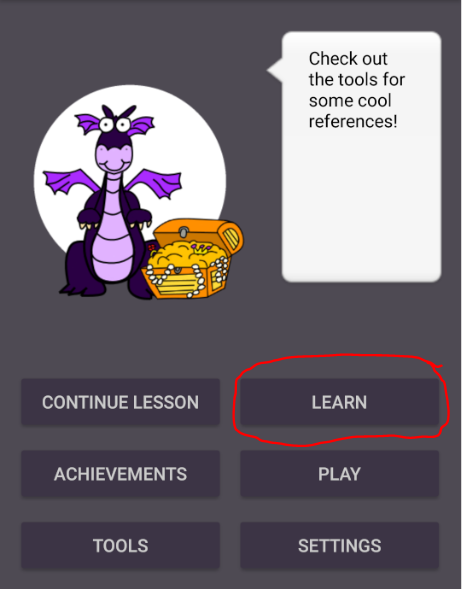 Check out
the tools for
some cool
references!
CONTINUE LESSON
LEARN
ACHIEVEMENTS
PLAY
TOOLS
SETTINGS